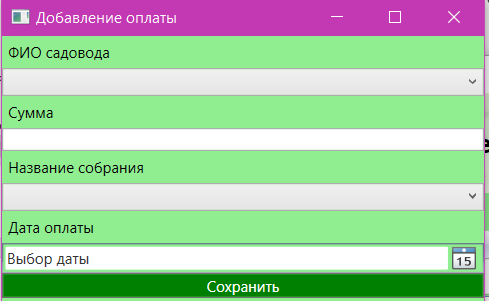 Добавление оплаты
ФИО садовода
Сумма
Название собрания
Дата оплаты
Выбор даты
15
Сохранить